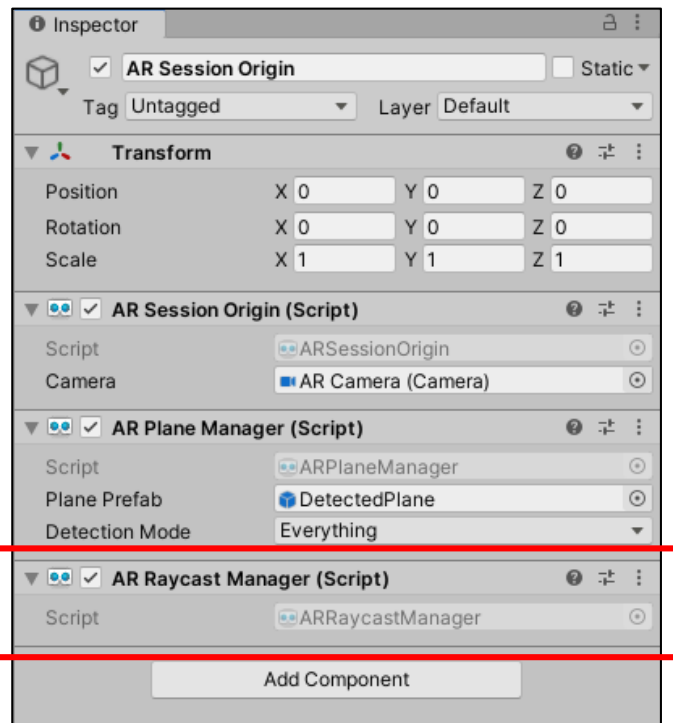 Inspector
AR Session Origin Static
Tag Untagged Layer Default
Transform
Position X 0 Y 0 Z 0
Rotation X 0 Y 0 Z 0
Scale X 1 Y 1 Z 1
AR Session Origin (Script)
Script ARSessionOrigin
Camera AR Camera (Camera)
AR Plane Manager (Script)
Script ARPlaneManager
Plane Prefab DetectedPlane
Detection Mode Everything
AR Raycast Manager (Script)
Script ARRaycastManager
Add Component